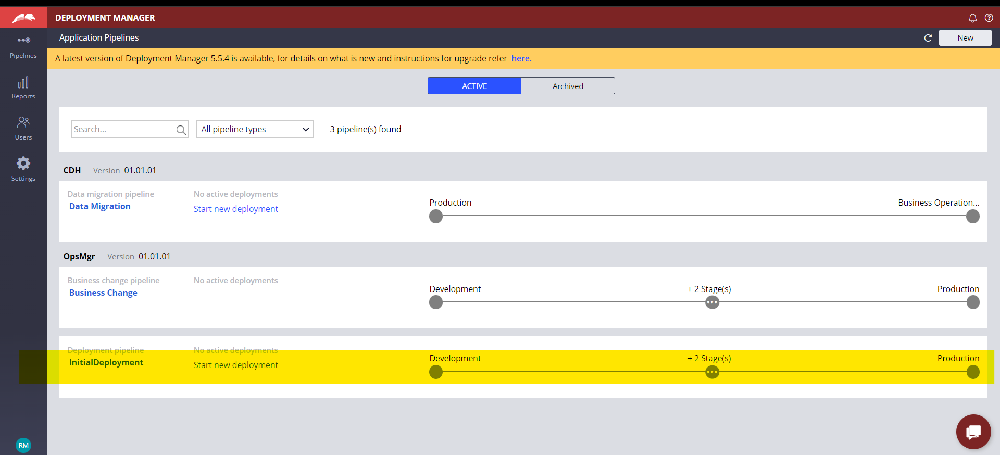 DEPLOYMENT MANAGER
Application Pipelines
New
Pipelines
A latest version of Deployment Manager 5.5.4 is available, for details on what is new and instructions for upgrade refer here.
Reports
Users
Settings
ACTIVE
Archived
Search...
All pipeline types
3 pipeline(s) found
CDH Version 01.01.01
Data migration pipeline
Data Migration
No active deployments
Start new deployment
Production
Business Operation...
OpsMgr Version 01.01.01
Business change pipeline
Business Change
No active deployments
Development
+ 2 Stage(s)
Production
Deployment pipeline
InitialDeployment
No active deployments
Start new deployment
Development
+ 2 Stage(s)
Production
RM